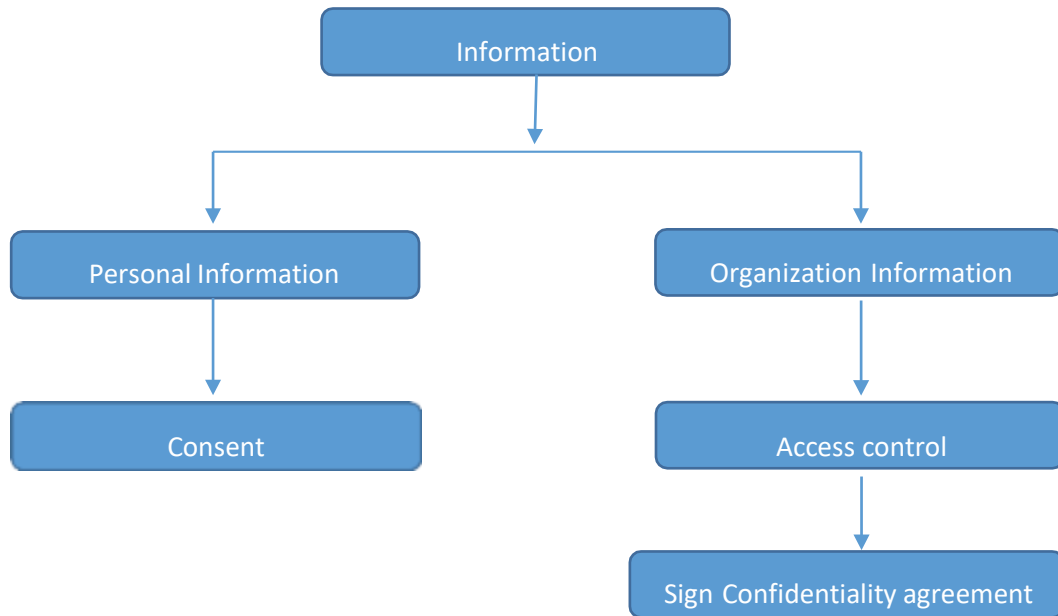 Information
Personal Information
Organization Information
Consent
Access control
Sign Confidentiality agreement